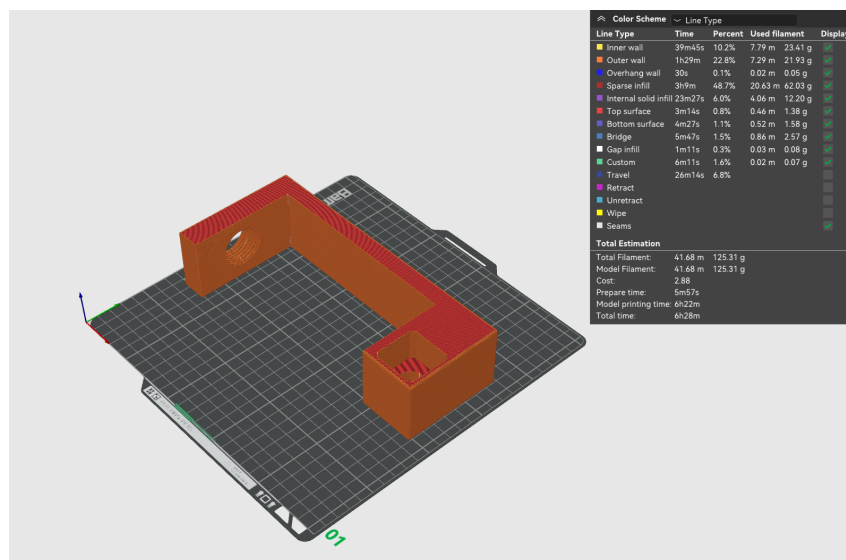 Color Scheme Line Type
Line Type Time Percent Used filament Display
Inner wall 39m45s 10.2% 7.79 m 23.41 g
Outer wall 1h29m 22.8% 7.29 m 21.93 g
Overhang wall 30s 0.1% 0.02 m 0.05 g
Sparse infill 3h9m 48.7% 20.63 m 62.03 g
Internal solid infill 23m27s 6.0% 4.06 m 12.20 g
Top surface 3m14s 0.8% 0.46 m 1.38 g
Bottom surface 4m27s 1.1% 0.52 m 1.58 g
Bridge 5m47s 1.5% 0.86 m 2.57 g
Gap infill 1m11s 0.3% 0.03 m 0.08 g
Custom 6m11s 1.6% 0.02 m 0.07 g
Travel 26m14s 6.8%
Retract
Unretract
Wipe
Seams
Total Estimation
Total Filament: 41.68 m 125.31 g
Model Filament: 41.68 m 125.31 g
Cost: 2.88
Prepare time: 5m57s
Model printing time: 6h22m
Total time: 6h28m
01